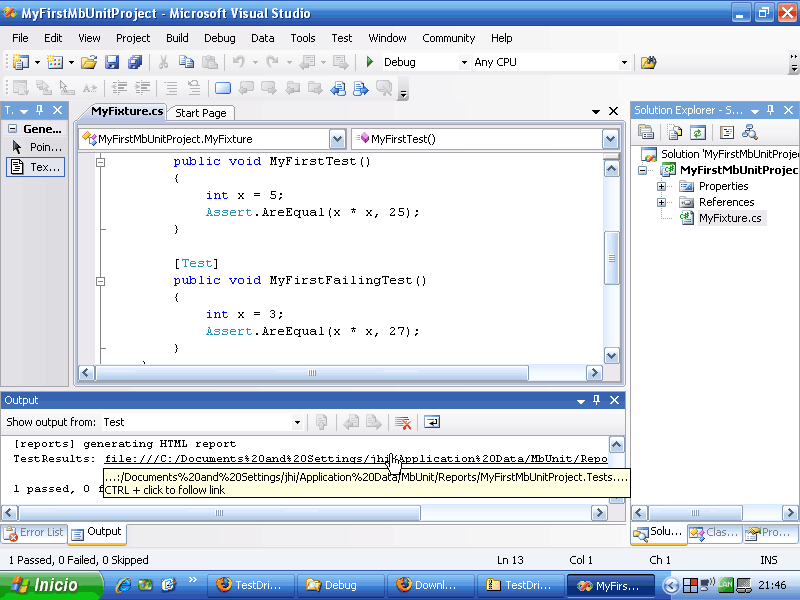 MyFirstMbUnitProject - Microsoft Visual Studio
File Edit View Project Build Debug Data Tools Test Window Community Help
Debug Any CPU
T.
Gene...
Poin...
Tex...
MyFixture.cs Start Page
MyFirstMbUnitProject.MyFixture MyFirstTest()
public void MyFirstTest()
{
int x = 5;
Assert.AreEqual(x * x, 25);
}
[Test]
public void MyFirstFailingTest()
{
int x = 3;
Assert.AreEqual(x * x, 27);
}
Solution Explorer - S...
Solution 'MyFirstMbUnitProje
MyFirstMbUnitProjec
Properties
References
MyFixture.cs
Output
Show output from: Test
[reports] generating HTML report
TestResults: file:///C:/Documents%20and%20Settings/jhi/Application%20Data/MbUnit/Repo
...:/Documents%20and%20Settings/jhi/Application%20Data/MbUnit/Reports/MyFirstMbUnitProject.Tests....
CTRL + click to follow link
1 passed, 0 f
Error List Output
Solu... Clas... Pro...
1 Passed, 0 Failed, 0 Skipped Ln 13 Col 1 Ch 1 INS
Inicio TestDri... Debug Downl... TestDri... MyFirs... LAN 21:46